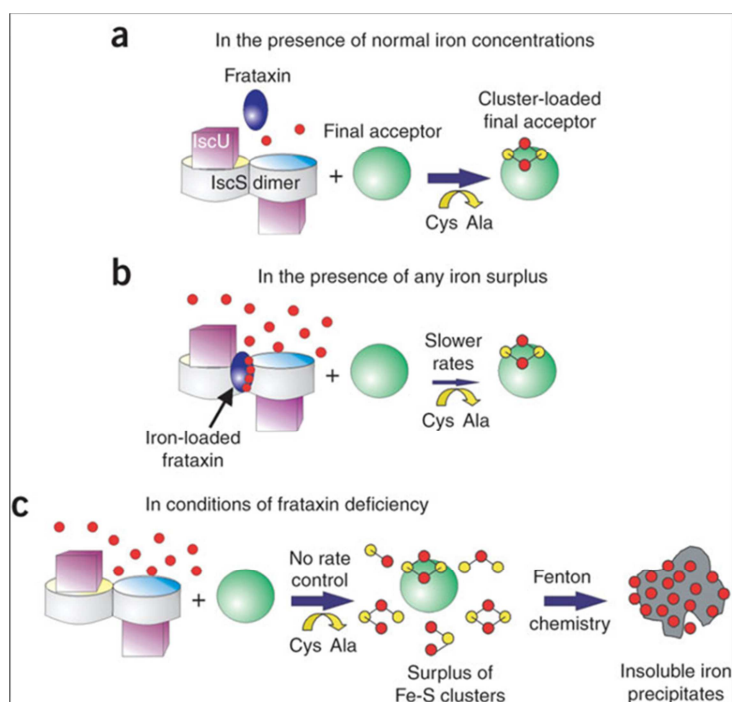 a
In the presence of normal iron concentrations
Frataxin
IscU
IscS dimer
+
Final acceptor
Cys Ala
Cluster-loaded
final acceptor
b
In the presence of any iron surplus
+
Slower
rates
Cys Ala
Iron-loaded
frataxin
c
In conditions of frataxin deficiency
+
No rate
control
Cys Ala
Surplus of
Fe-S clusters
Fenton
chemistry
Insoluble iron
precipitates